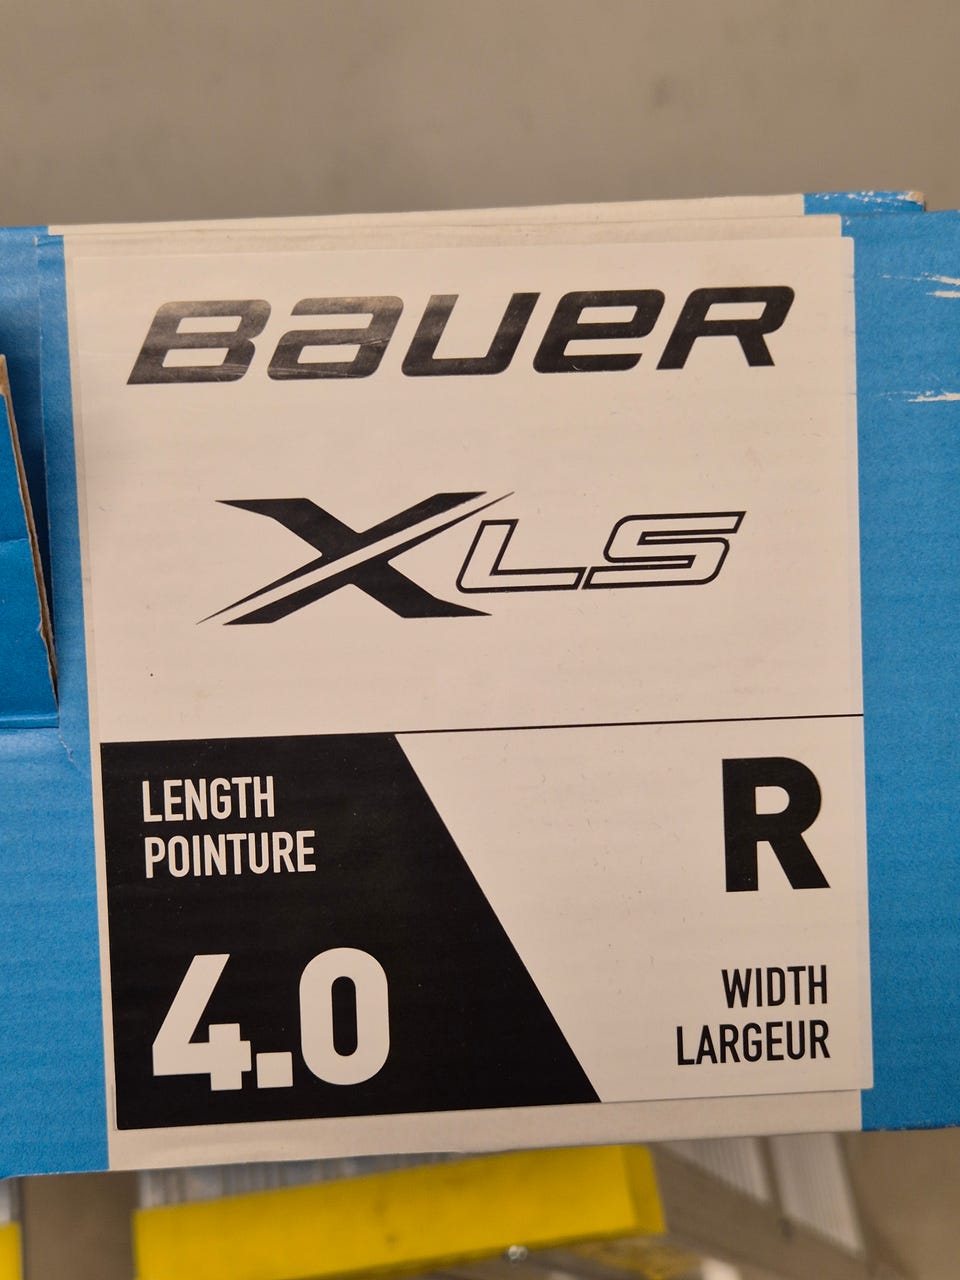 BAUER
XLS
LENGTH
POINTURE
4.0
R
WIDTH
LARGEUR